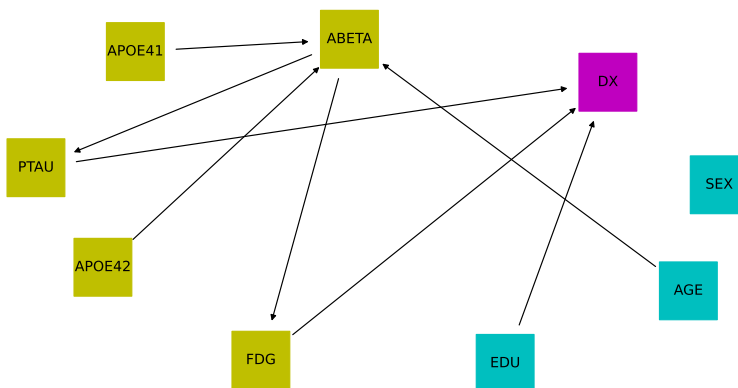 ABETA
APOE41
DX
PTAU
SEX
APOE42
AGE
FDG
EDU